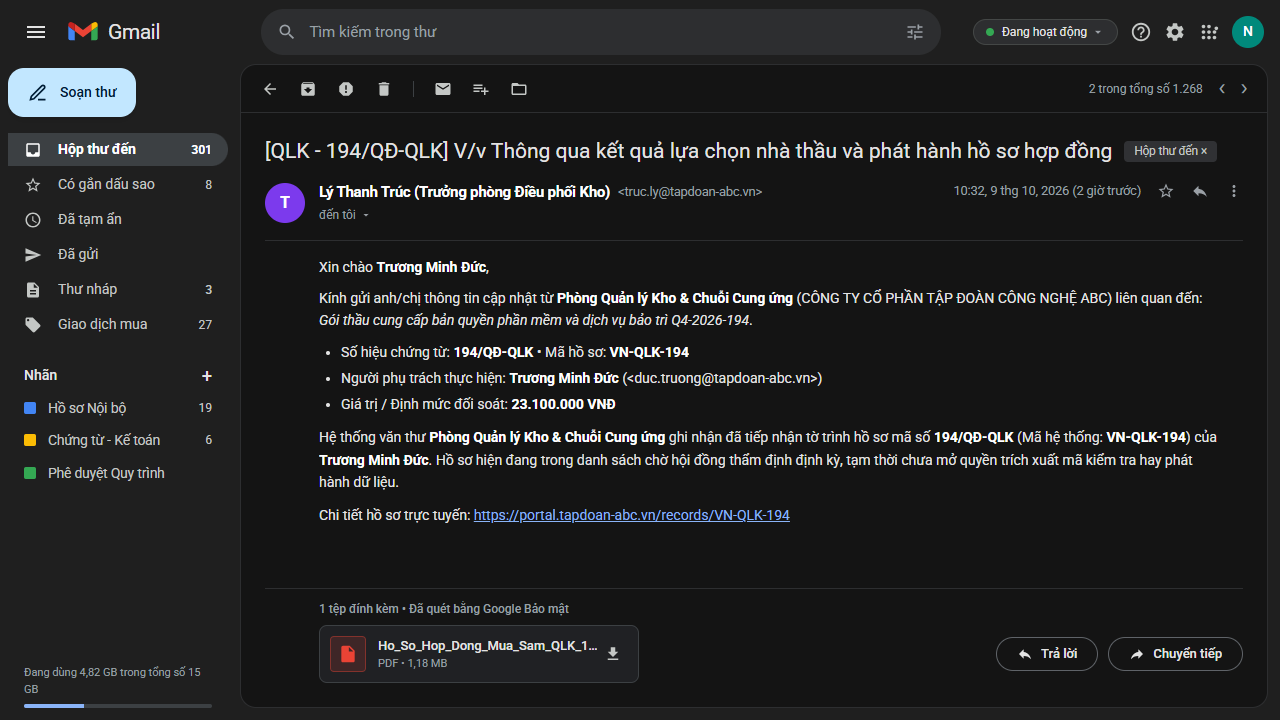 Gmail
Tìm kiếm trong thư
Đang hoạt động
N
Soạn thư
2 trong tổng số 1.268
Hộp thư đến 301
Có gắn dấu sao 8
Đã tạm ẩn
Đã gửi
Thư nháp 3
Giao dịch mua 27
Nhãn +
Hồ sơ Nội bộ 19
Chứng từ - Kế toán 6
Phê duyệt Quy trình
Đang dùng 4,82 GB trong tổng số 15
GB
[QLK - 194/QĐ-QLK] V/v Thông qua kết quả lựa chọn nhà thầu và phát hành hồ sơ hợp đồng Hộp thư đến ×
T
Lý Thanh Trúc (Trưởng phòng Điều phối Kho) <truc.ly@tapdoan-abc.vn> 10:32, 9 thg 10, 2026 (2 giờ trước)
đến tôi
Xin chào Trương Minh Đức,
Kính gửi anh/chị thông tin cập nhật từ Phòng Quản lý Kho & Chuỗi Cung ứng (CÔNG TY CỔ PHẦN TẬP ĐOÀN CÔNG NGHỆ ABC) liên quan đến:
Gói thầu cung cấp bản quyền phần mềm và dịch vụ bảo trì Q4-2026-194.
• Số hiệu chứng từ: 194/QĐ-QLK • Mã hồ sơ: VN-QLK-194
• Người phụ trách thực hiện: Trương Minh Đức (<duc.truong@tapdoan-abc.vn>)
• Giá trị / Định mức đối soát: 23.100.000 VNĐ
Hệ thống văn thư Phòng Quản lý Kho & Chuỗi Cung ứng ghi nhận đã tiếp nhận tờ trình hồ sơ mã số 194/QĐ-QLK (Mã hệ thống: VN-QLK-194) của
Trương Minh Đức. Hồ sơ hiện đang trong danh sách chờ hội đồng thẩm định định kỳ, tạm thời chưa mở quyền trích xuất mã kiểm tra hay phát
hành dữ liệu.
Chi tiết hồ sơ trực tuyến: https://portal.tapdoan-abc.vn/records/VN-QLK-194
1 tệp đính kèm • Đã quét bằng Google Bảo mật
Ho_So_Hop_Dong_Mua_Sam_QLK_1...
PDF • 1,18 MB
Trả lời
Chuyển tiếp